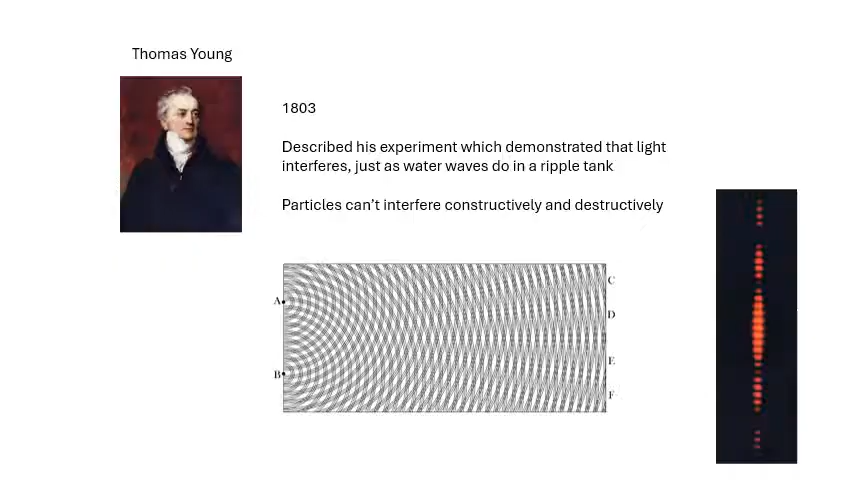 Thomas Young
1803
Described his experiment which demonstrated that light
interferes, just as water waves do in a ripple tank
Particles can’t interfere constructively and destructively
A
B
C
D
E
F